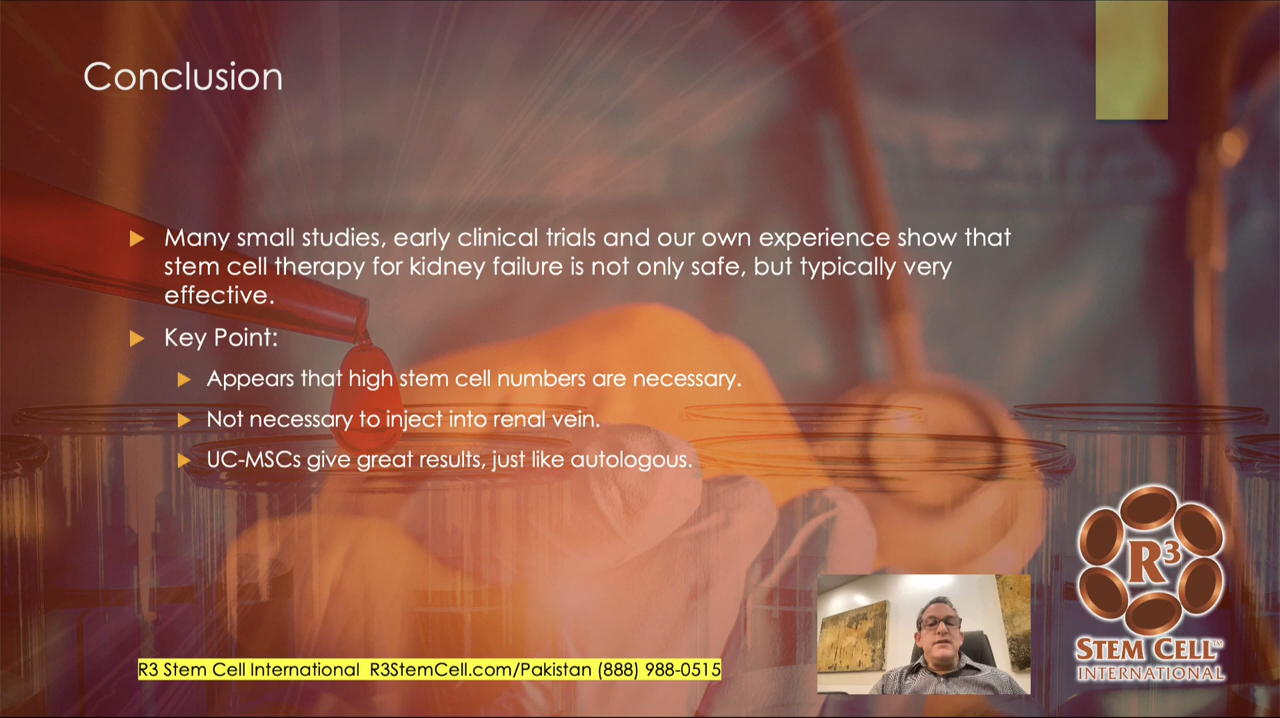 Conclusion
Many small studies, early clinical trials and our own experience show that
stem cell therapy for kidney failure is not only safe, but typically very
effective.
Key Point:
Appears that high stem cell numbers are necessary.
Not necessary to inject into renal vein.
UC-MSCs give great results, just like autologous.
R3 Stem Cell International  R3StemCell.com/Pakistan (888) 988-0515
R³
STEM CELL™
INTERNATIONAL